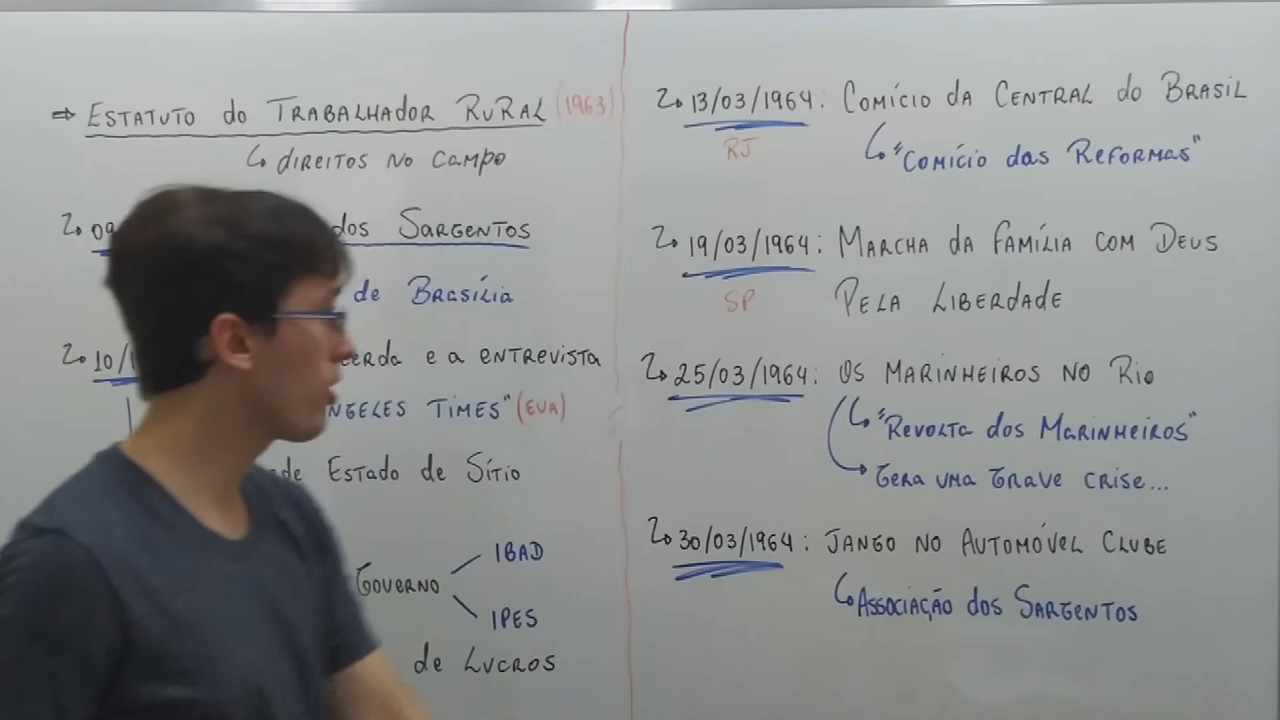 ⇒ ESTATUTO do TRABALHADOR RURAL (1963)
↳ DIREITOS NO CAMPO
09 dos SARGENTOS
de BRASÍLIA
10/ e a ENTREVISTA
TIMES" (EUA)
Estado de Sítio
GOVERNO
IBAD
IPES
de LUCROS
13/03/1964: COMÍCIO da CENTRAL do BRASIL
RJ
↳ "COMÍCIO das REFORMAS"
19/03/1964: MARCHA da FAMÍLIA COM DEUS
SP
PELA LIBERDADE
25/03/1964: OS MARINHEIROS NO RIO
↳ "REVOLTA dos MARINHEIROS"
→ GERA UMA GRAVE CRISE...
30/03/1964: JANGO NO AUTOMÓVEL CLUBE
↳ ASSOCIAÇÃO dos SARGENTOS